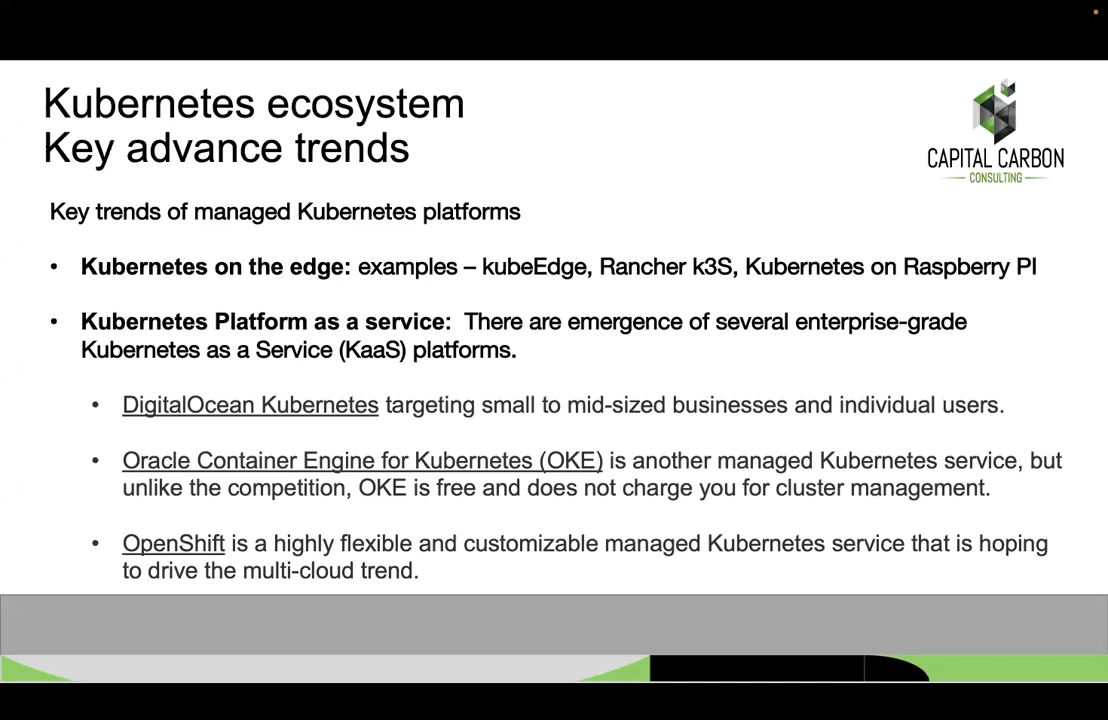 Kubernetes ecosystem
Key advance trends
CAPITAL CARBON
CONSULTING
Key trends of managed Kubernetes platforms
• Kubernetes on the edge: examples – kubeEdge, Rancher k3S, Kubernetes on Raspberry PI
• Kubernetes Platform as a service: There are emergence of several enterprise-grade
Kubernetes as a Service (KaaS) platforms.
• DigitalOcean Kubernetes targeting small to mid-sized businesses and individual users.
• Oracle Container Engine for Kubernetes (OKE) is another managed Kubernetes service, but
unlike the competition, OKE is free and does not charge you for cluster management.
• OpenShift is a highly flexible and customizable managed Kubernetes service that is hoping
to drive the multi-cloud trend.